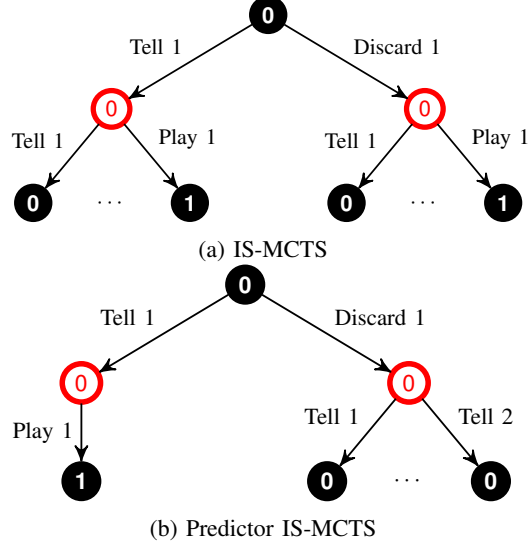 0
Tell 1 Discard 1
0 0
Tell 1 Play 1 Tell 1 Play 1
0 ... 1 0 ... 1
(a) IS-MCTS
0
Tell 1 Discard 1
0 0
Play 1 Tell 1 Tell 2
1 0 ... 0
(b) Predictor IS-MCTS